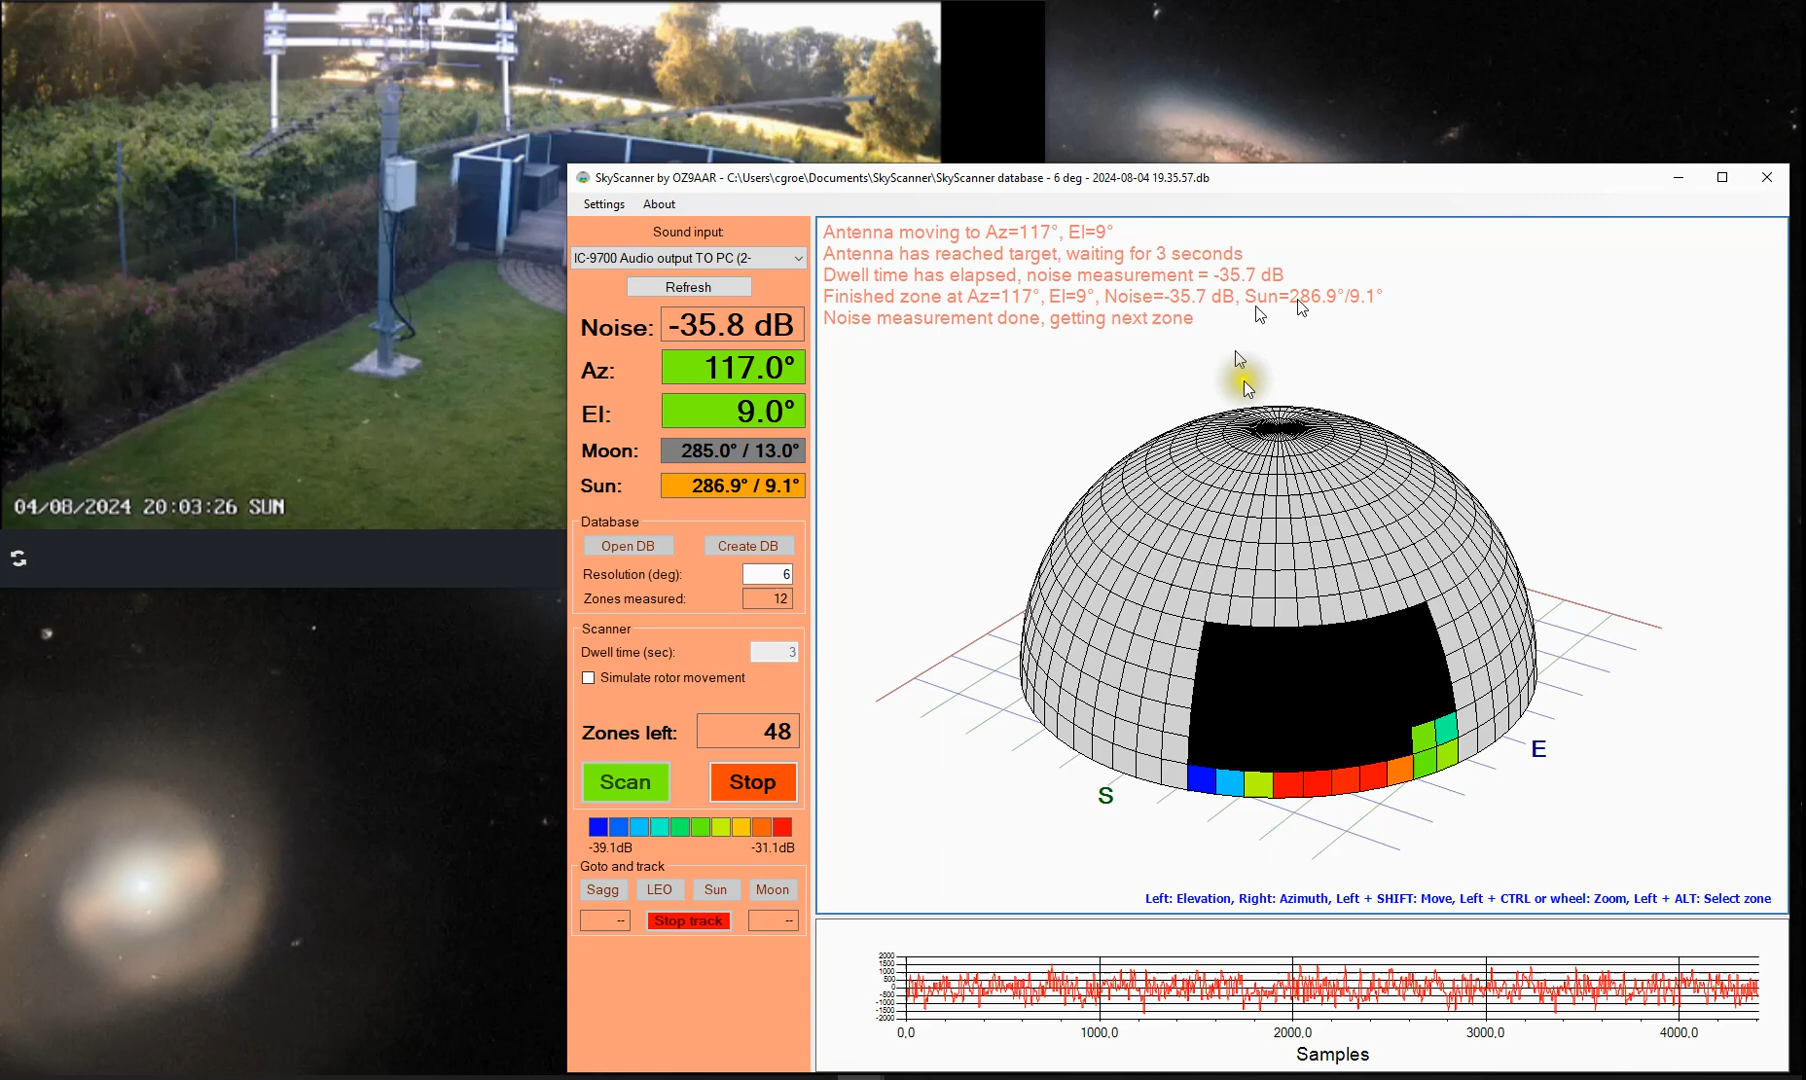 SkyScanner by OZ9AAR - C:\Users\cgroe\Documents\SkyScanner\SkyScanner database - 6 deg - 2024-08-04 19.35.57.db
Settings About
Sound input:
IC-9700 Audio output TO PC (2-
Refresh
Noise: -35.8 dB
Az: 117.0°
El: 9.0°
Moon: 285.0° / 13.0°
Sun: 286.9° / 9.1°
Database
Open DB Create DB
Resolution (deg): 6
Zones measured: 12
Scanner
Dwell time (sec): 3
Simulate rotor movement
Zones left: 48
Scan Stop
-39.1dB -31.1dB
Goto and track
Sagg LEO Sun Moon
-- Stop track --
Antenna moving to Az=117°, El=9°
Antenna has reached target, waiting for 3 seconds
Dwell time has elapsed, noise measurement = -35.7 dB
Finished zone at Az=117°, El=9°, Noise=-35.7 dB, Sun=286.9°/9.1°
Noise measurement done, getting next zone
E
S
Left: Elevation, Right: Azimuth, Left + SHIFT: Move, Left + CTRL or wheel: Zoom, Left + ALT: Select zone
2000
1500
1000
500
0
-500
-1000
-1500
-2000
0,0 1000,0 2000,0 3000,0 4000,0
Samples
04/08/2024 20:03:26 SUN